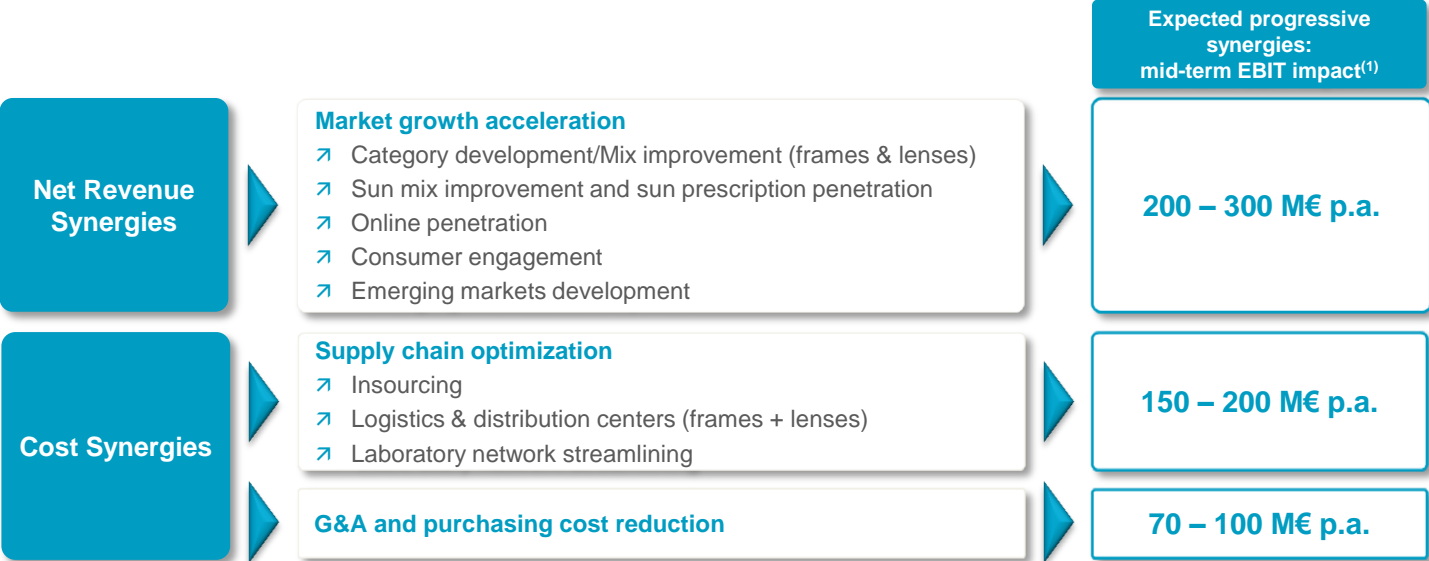 Expected progressive
synergies:
mid-term EBIT impact(1)
Net Revenue
Synergies
Market growth acceleration
Category development/Mix improvement (frames & lenses)
Sun mix improvement and sun prescription penetration
Online penetration
Consumer engagement
Emerging markets development
200 – 300 M€ p.a.
Cost Synergies
Supply chain optimization
Insourcing
Logistics & distribution centers (frames + lenses)
Laboratory network streamlining
150 – 200 M€ p.a.
G&A and purchasing cost reduction
70 – 100 M€ p.a.